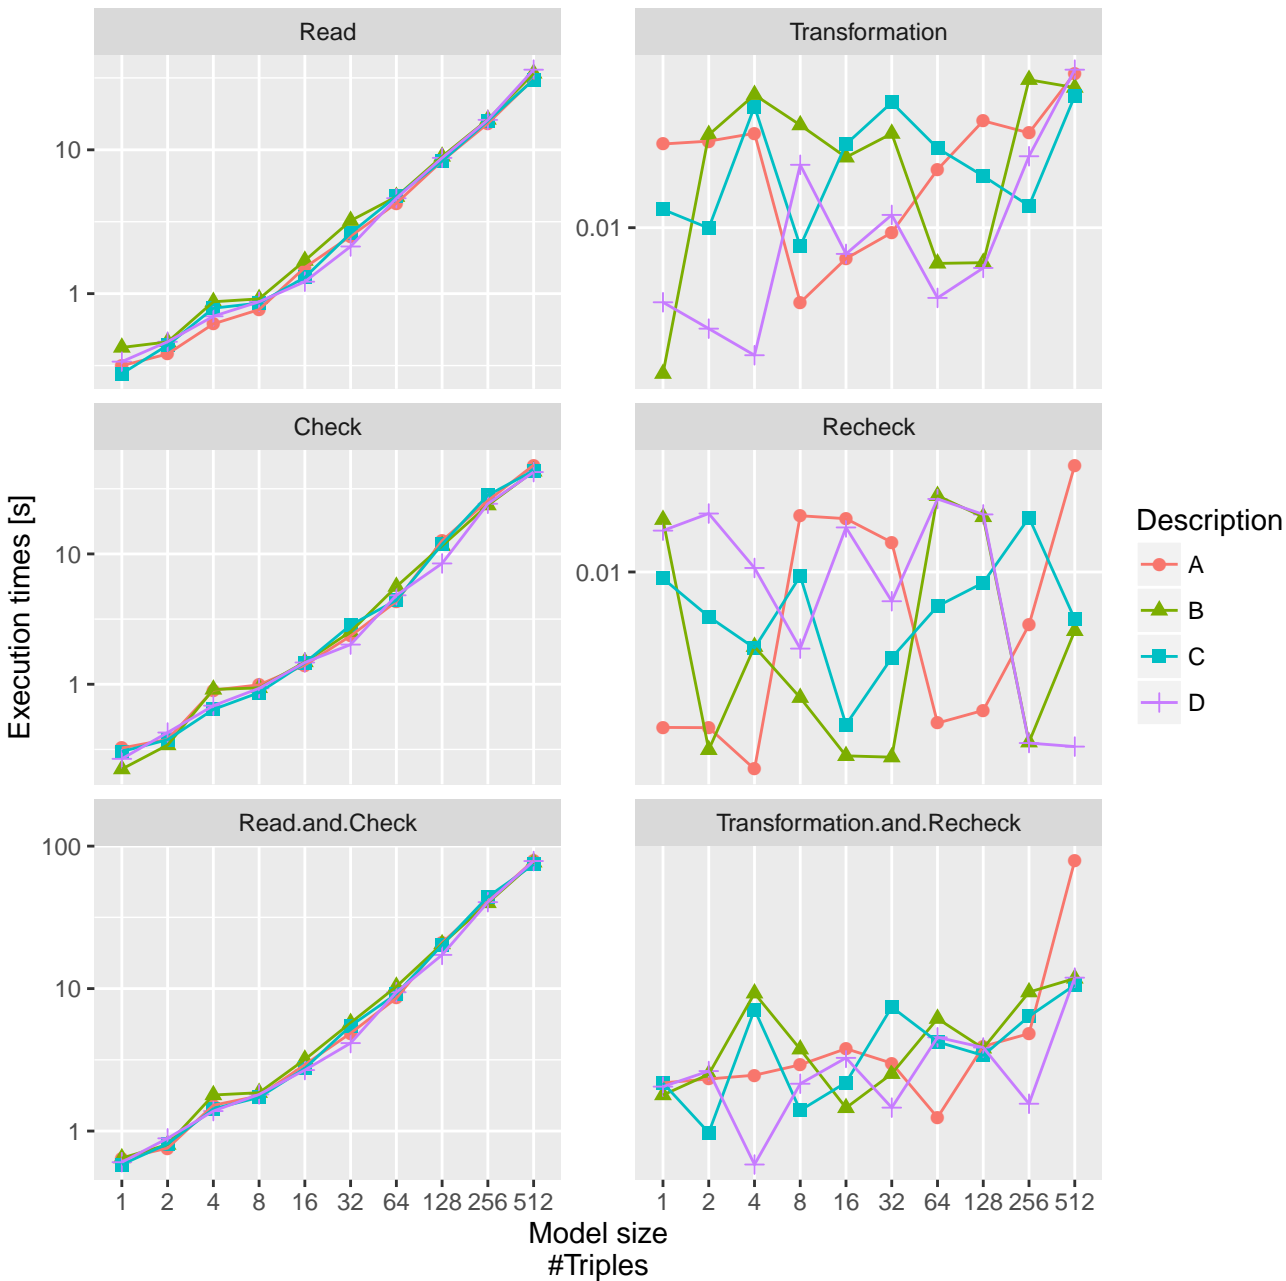 Read
Transformation
10
1
0.01
Check
Recheck
10
1
0.01
Execution times [s]
Description
A
B
C
D
Read.and.Check
Transformation.and.Recheck
100
10
1
1 2 4 8 16 32 64 128 256 512
1 2 4 8 16 32 64 128 256 512
Model size
#Triples